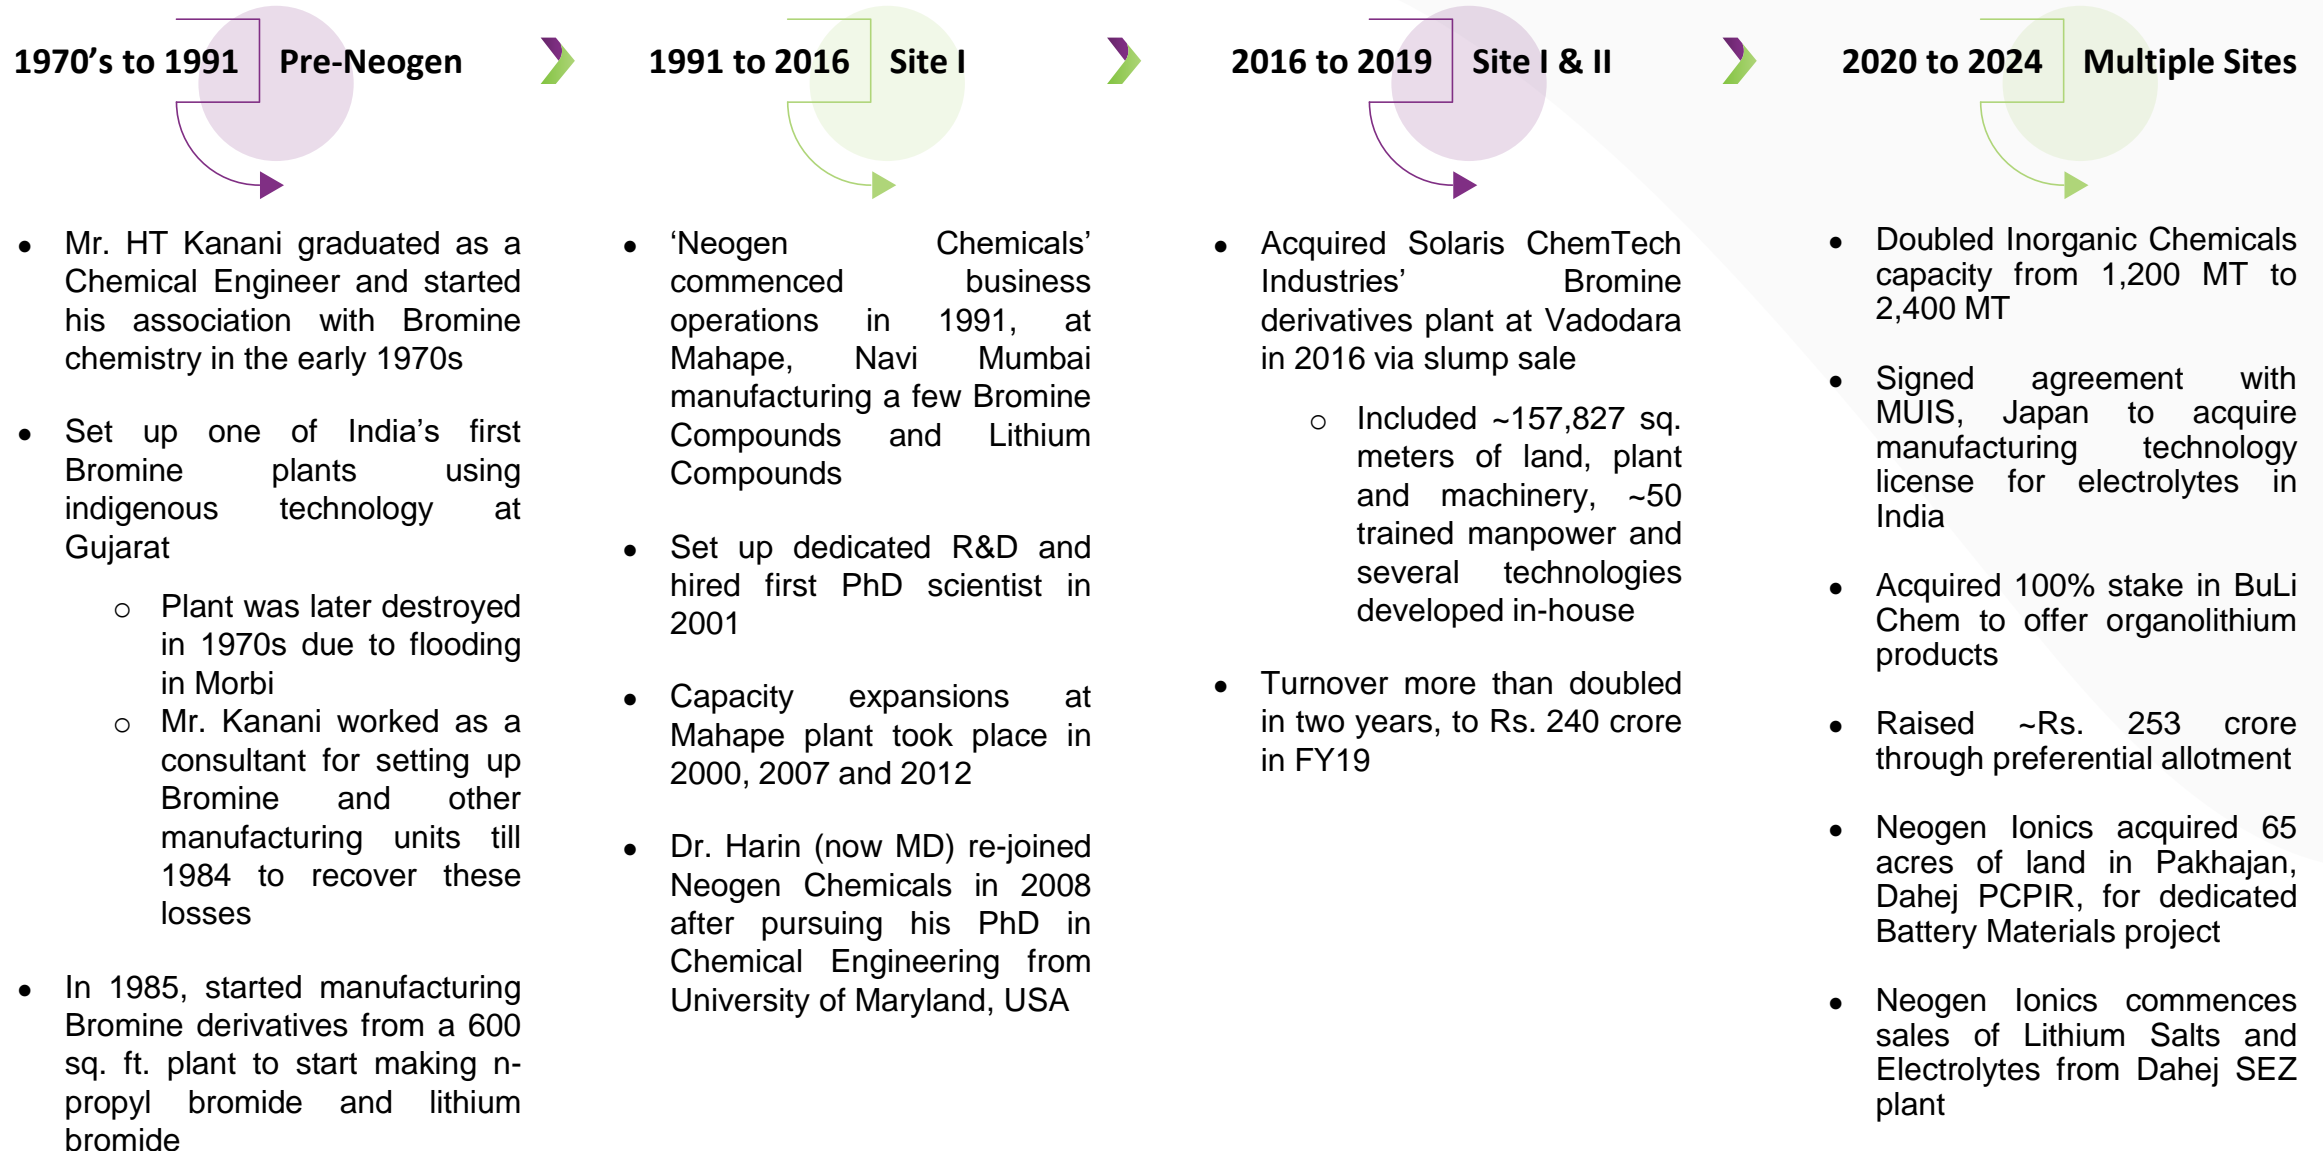 1970’s to 1991 Pre-Neogen
● Mr. HT Kanani graduated as a
Chemical Engineer and started
his association with Bromine
chemistry in the early 1970s
● Set up one of India’s first
Bromine plants using
indigenous technology at
Gujarat
o Plant was later destroyed
in 1970s due to flooding
in Morbi
o Mr. Kanani worked as a
consultant for setting up
Bromine and other
manufacturing units till
1984 to recover these
losses
● In 1985, started manufacturing
Bromine derivatives from a 600
sq. ft. plant to start making n-
propyl bromide and lithium
bromide
1991 to 2016 Site I
● ‘Neogen Chemicals’
commenced business
operations in 1991, at
Mahape, Navi Mumbai
manufacturing a few Bromine
Compounds and Lithium
Compounds
● Set up dedicated R&D and
hired first PhD scientist in
2001
● Capacity expansions at
Mahape plant took place in
2000, 2007 and 2012
● Dr. Harin (now MD) re-joined
Neogen Chemicals in 2008
after pursuing his PhD in
Chemical Engineering from
University of Maryland, USA
2016 to 2019 Site I & II
● Acquired Solaris ChemTech
Industries’ Bromine
derivatives plant at Vadodara
in 2016 via slump sale
o Included ~157,827 sq.
meters of land, plant
and machinery, ~50
trained manpower and
several technologies
developed in-house
● Turnover more than doubled
in two years, to Rs. 240 crore
in FY19
2020 to 2024 Multiple Sites
● Doubled Inorganic Chemicals
capacity from 1,200 MT to
2,400 MT
● Signed agreement with
MUIS, Japan to acquire
manufacturing technology
license for electrolytes in
India
● Acquired 100% stake in BuLi
Chem to offer organolithium
products
● Raised ~Rs. 253 crore
through preferential allotment
● Neogen Ionics acquired 65
acres of land in Pakhajan,
Dahej PCPIR, for dedicated
Battery Materials project
● Neogen Ionics commences
sales of Lithium Salts and
Electrolytes from Dahej SEZ
plant